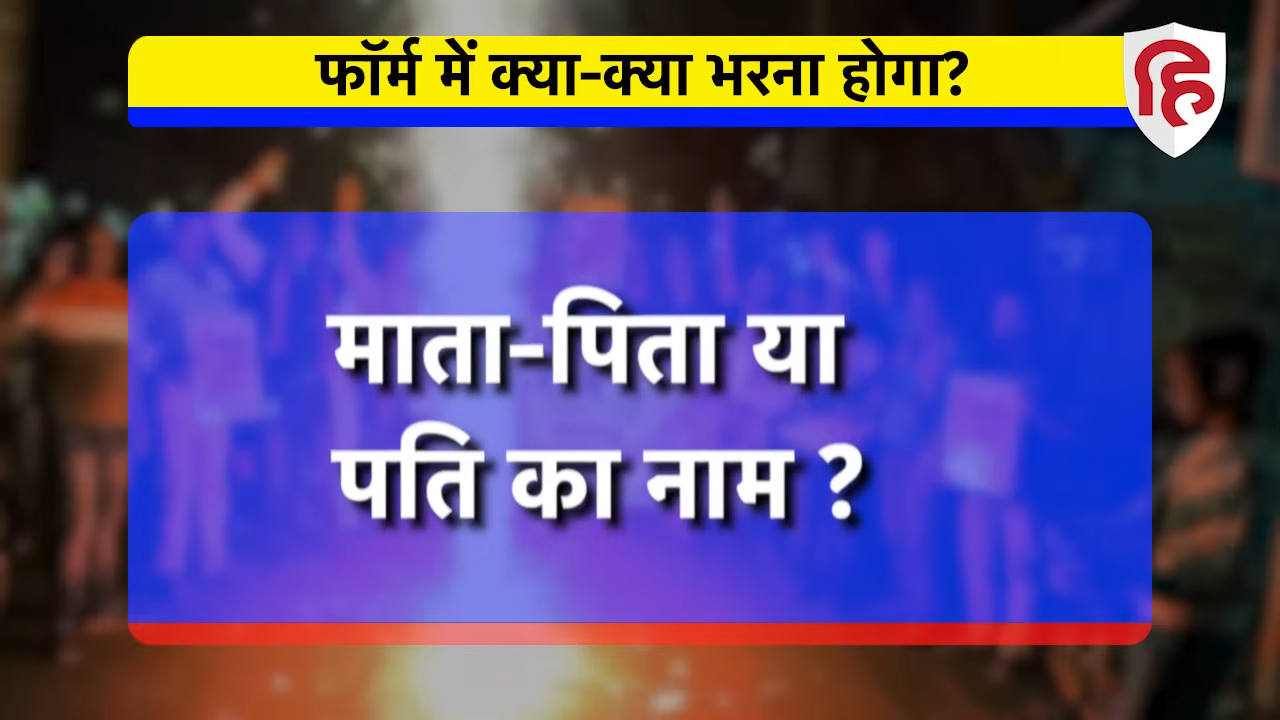 फॉर्म में क्या-क्या भरना होगा?
हि
माता-पिता या
पति का नाम ?